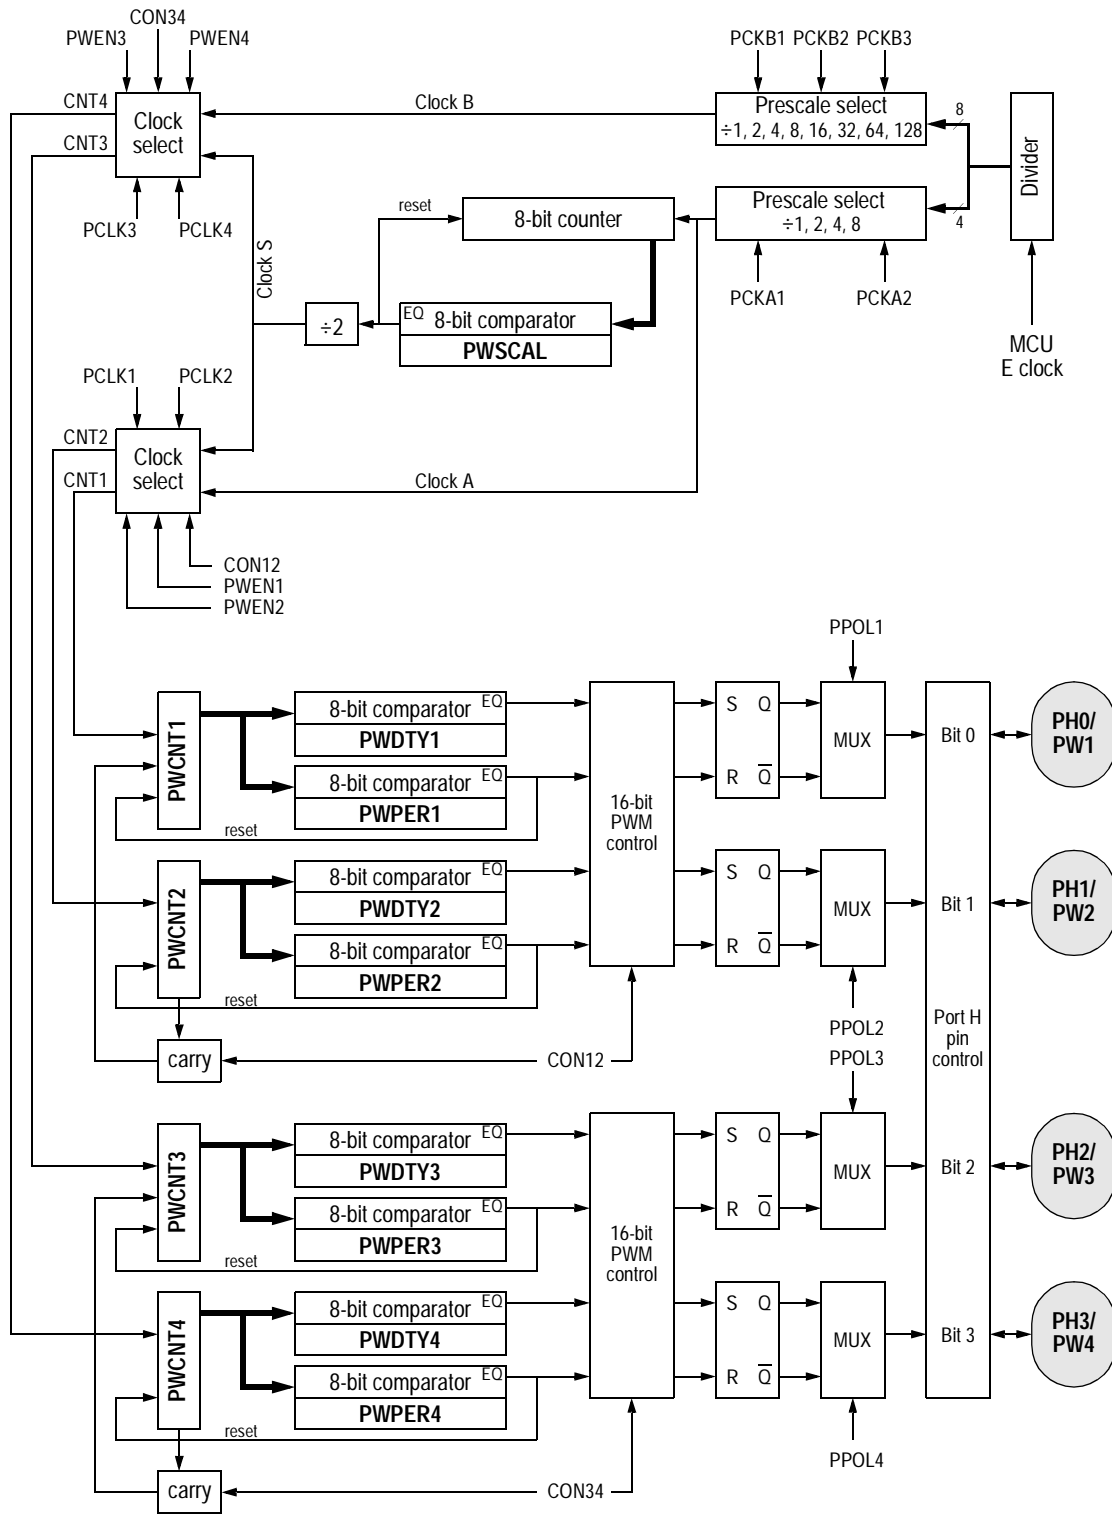 CON34
PWEN3
PWEN4
PCKB1
PCKB2
PCKB3
CNT4
Clock
select
Clock B
Prescale select
÷1, 2, 4, 8, 16, 32, 64, 128
8
Divider
CNT3
PCLK3
PCLK4
reset
8-bit counter
Prescale select
÷1, 2, 4, 8
4
Clock S
÷2
EQ
8-bit comparator
PWSCAL
PCKA1
PCKA2
MCU
E clock
PCLK1
PCLK2
CNT2
Clock
select
CNT1
Clock A
CON12
PWEN1
PWEN2
PPOL1
PWCNT1
8-bit comparator
EQ
PWDTY1
8-bit comparator
EQ
PWPER1
reset
16-bit
PWM
control
S Q
R Q̅
MUX
Bit 0
PH0/
PW1
PWCNT2
8-bit comparator
EQ
PWDTY2
8-bit comparator
EQ
PWPER2
reset
S Q
R Q̅
MUX
Bit 1
PH1/
PW2
carry
CON12
PPOL2
PPOL3
Port H
pin
control
PWCNT3
8-bit comparator
EQ
PWDTY3
8-bit comparator
EQ
PWPER3
reset
16-bit
PWM
control
S Q
R Q̅
MUX
Bit 2
PH2/
PW3
PWCNT4
8-bit comparator
EQ
PWDTY4
8-bit comparator
EQ
PWPER4
reset
S Q
R Q̅
MUX
Bit 3
PH3/
PW4
carry
CON34
PPOL4